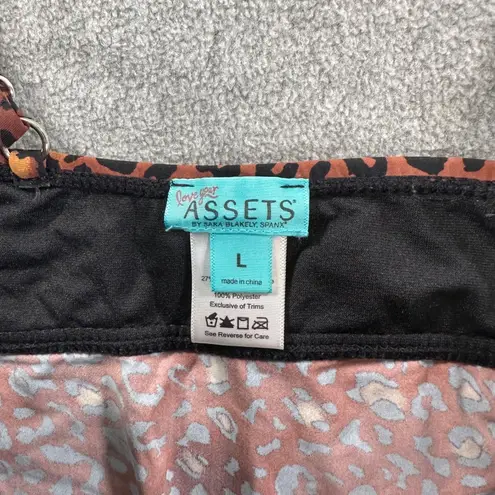 love your
ASSETS®
BY SARA BLAKELY, SPANX®
L
made in china
27%
100% Polyester
Exclusive of Trims
See Reverse for Care